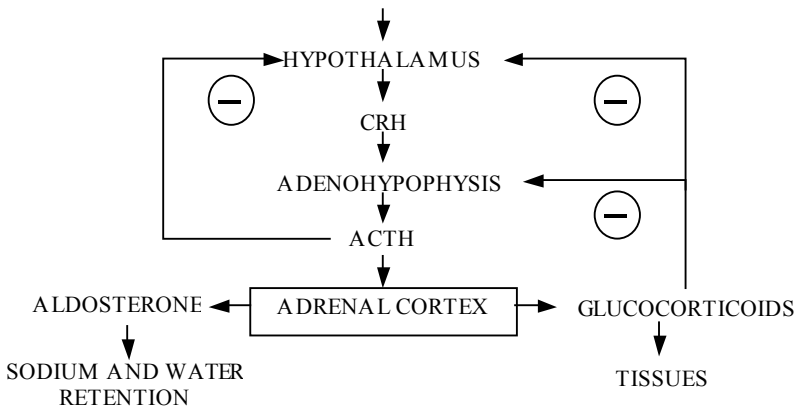 HYPOTHALAMUS
CRH
ADENOHYPOPHYSIS
ACTH
ALDOSTERONE
ADRENAL CORTEX
GLUCOCORTICOIDS
SODIUM AND WATER
RETENTION
TISSUES